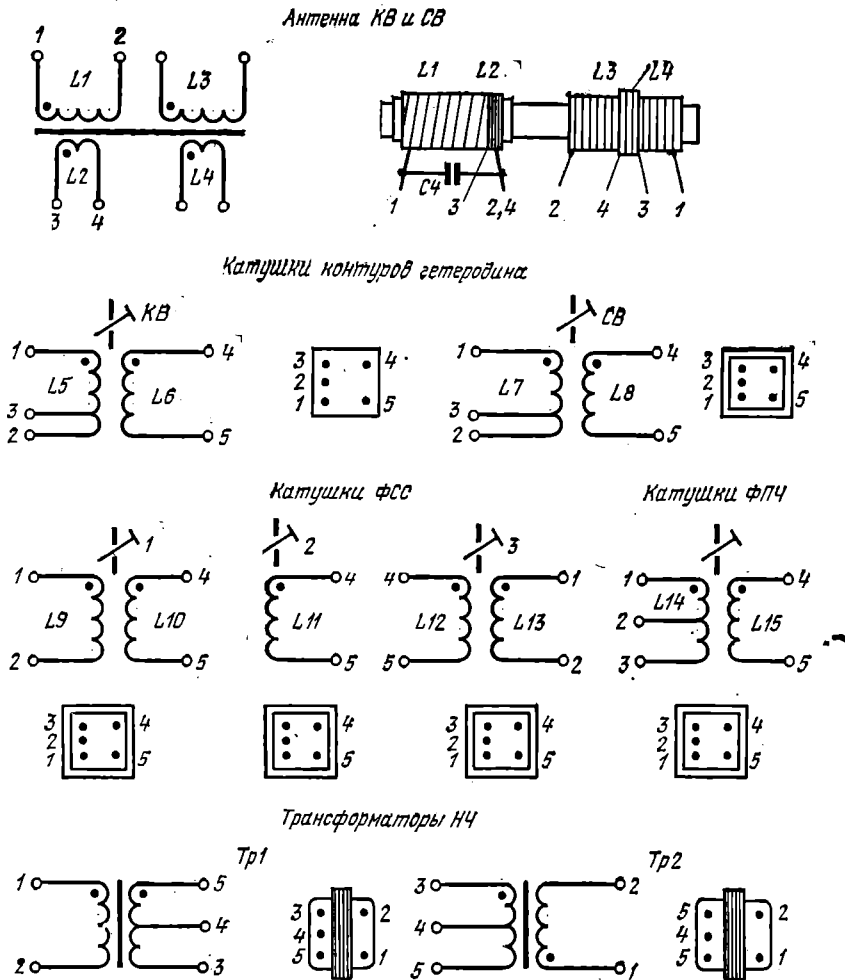 Антенна КВ и СВ
1 2
L1 L3
L2 L4
3 4
L1 L2 L3 L4
C4
1 3 2,4 2 4 3 1
Катушки контуров гетеродина
КВ СВ
1 4 3 4 1 4 3 4
L5 L6 2 L7 L8 2
3 1 5 3 1 5
2 5 2 5
Катушки ФСС Катушки ФПЧ
1 2 3
1 4 4 4 1 1 4
L9 L10 L11 L12 L13 L14 L15
2
2 5 5 5 2 3 5
3 4 4 3 4 3 4
2 2 2
1 5 5 1 5 1 5
Трансформаторы НЧ
Тр1 Тр2
1 5 3 2 3 2 5 2
4 4 4 4
2 3 5 1 5 1 5 1